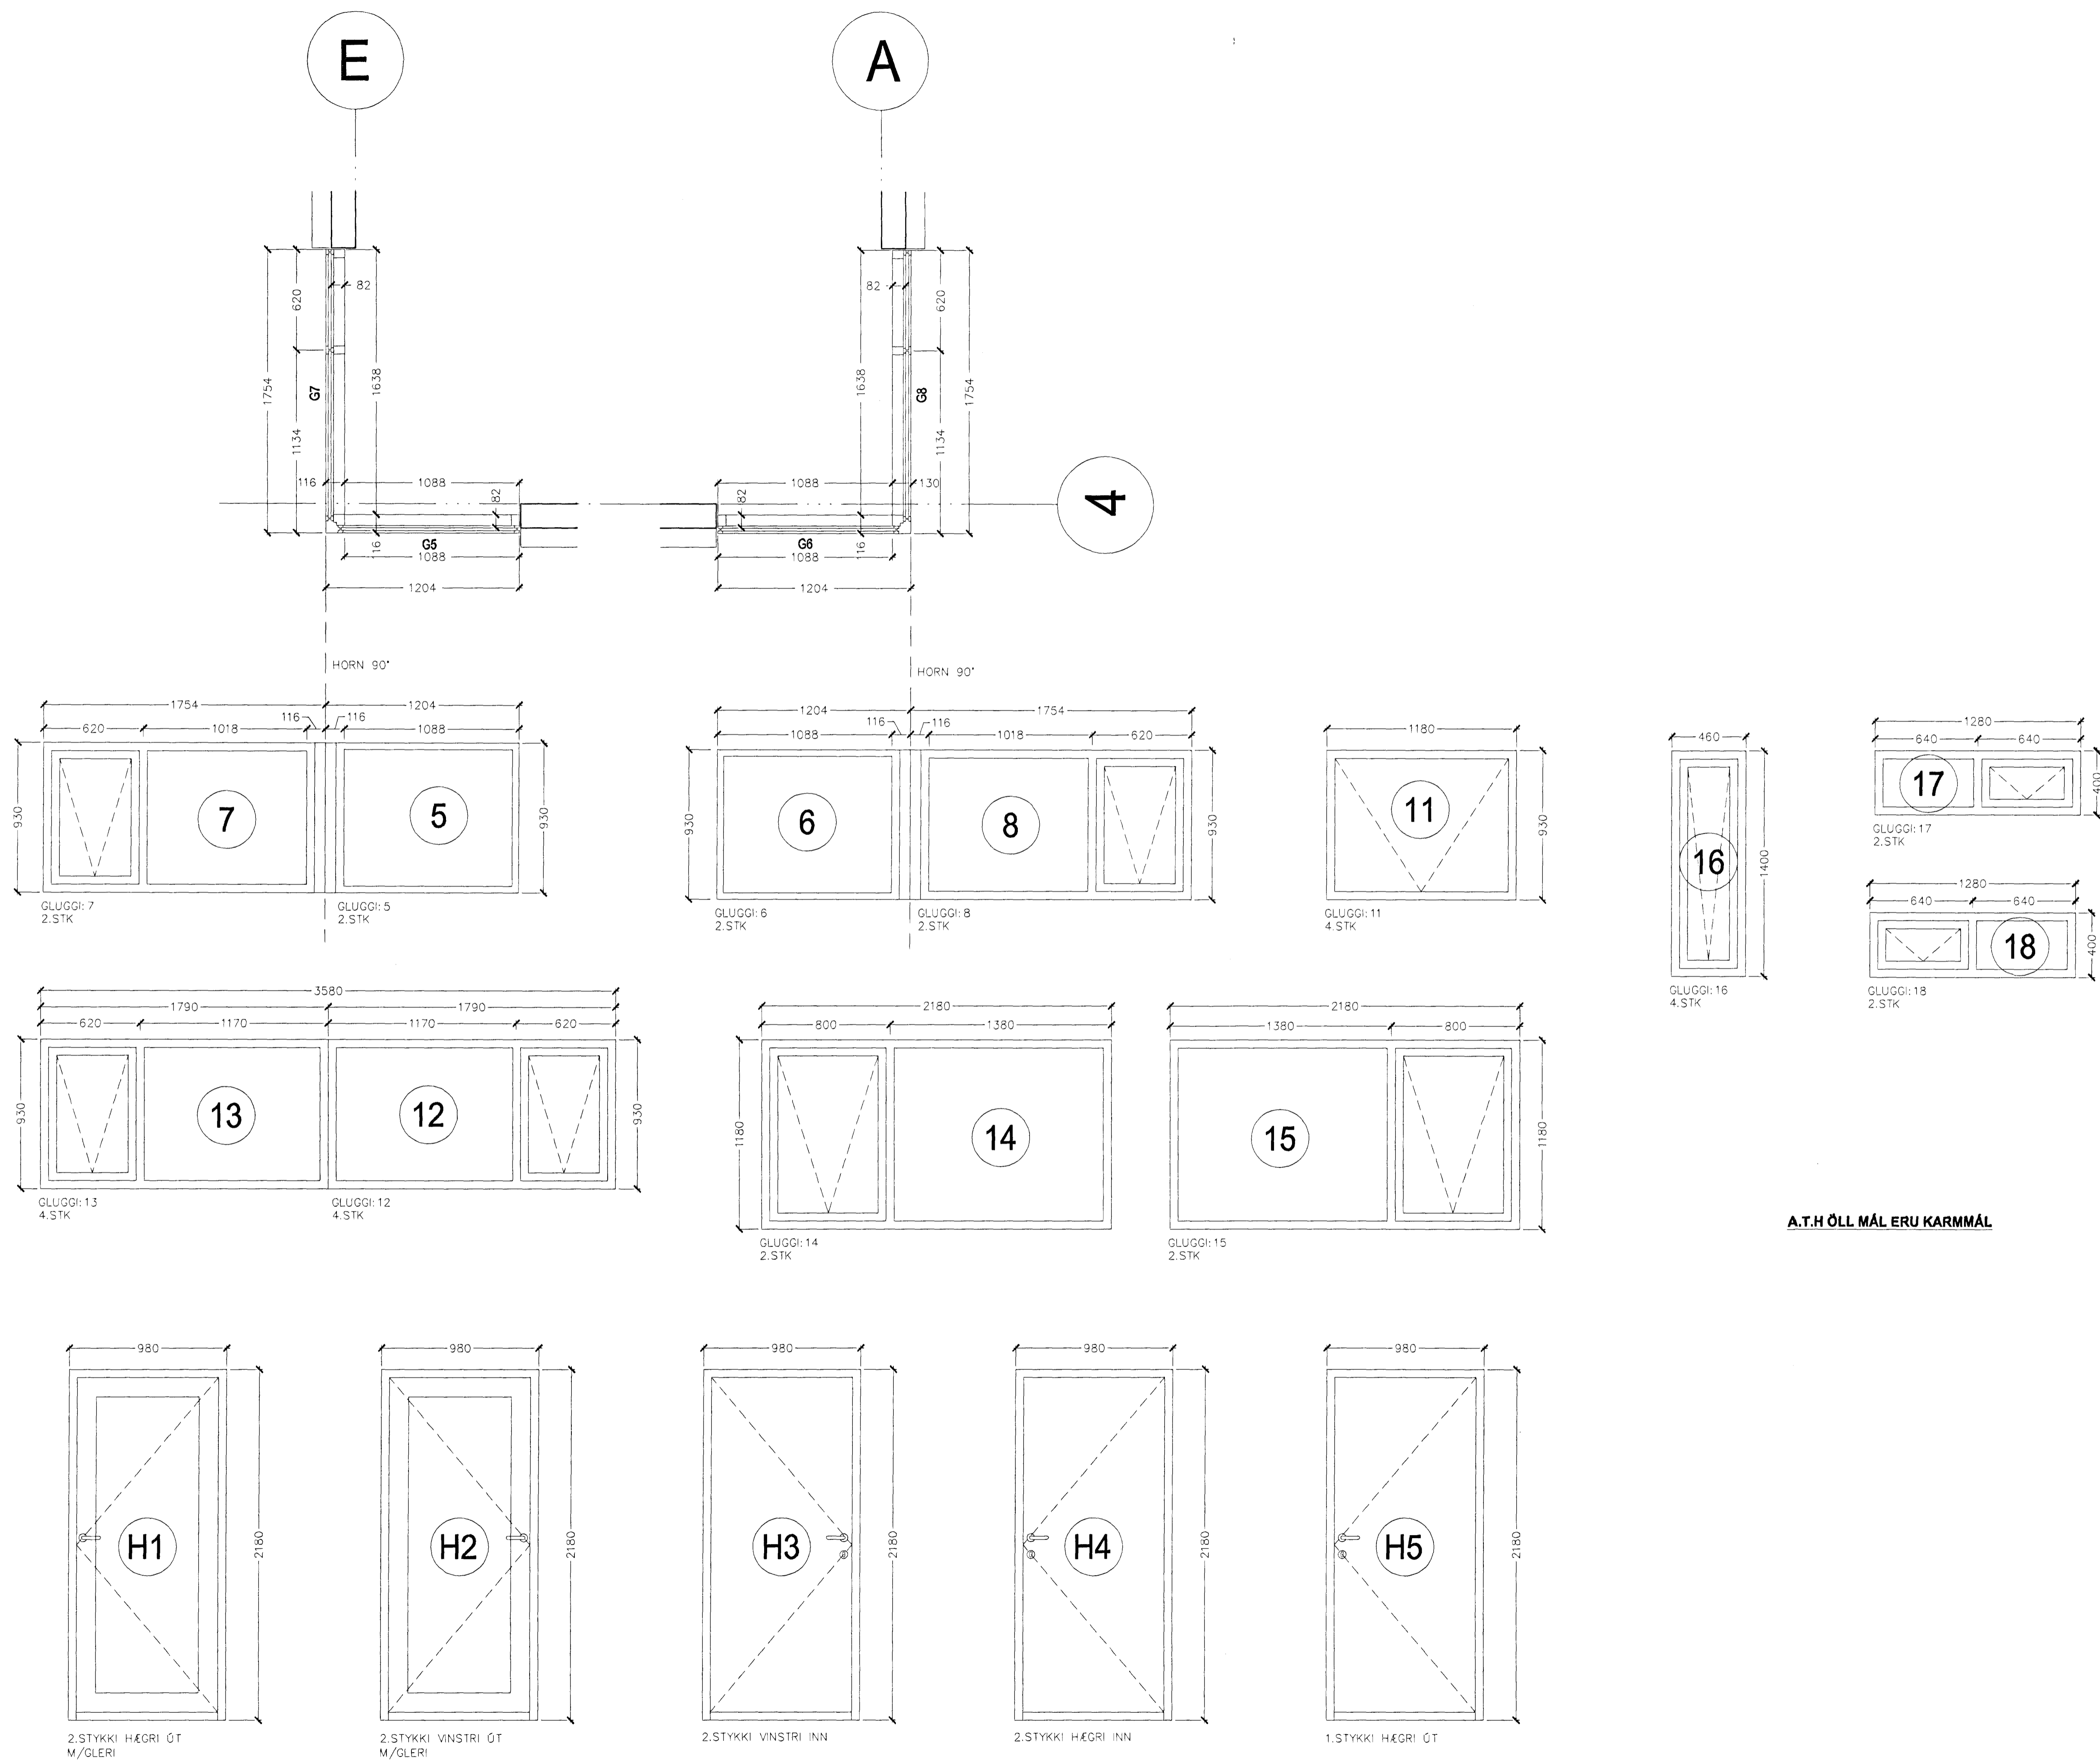 E
A
1754
620
1134
G7
1638
82
116
1088
82
G5
16
1088
1204
82
620
1134
1638
G8
1754
1088
130
82
G6
16
1088
1204
4
HORN 90°
HORN 90°
1754
1204
620
1018
116
116
1088
930
7
5
930
GLUGGI: 7
2.STK
GLUGGI: 5
2.STK
1204
1754
1088
116
116
1018
620
930
6
8
930
GLUGGI: 6
2.STK
GLUGGI: 8
2.STK
1180
11
930
GLUGGI: 11
4.STK
460
16
1400
GLUGGI: 16
4.STK
1280
640
640
17
400
GLUGGI: 17
2.STK
1280
640
640
18
400
GLUGGI: 18
2.STK
3580
1790
1790
620
1170
1170
620
930
13
12
930
GLUGGI: 13
4.STK
GLUGGI: 12
4.STK
2180
800
1380
1180
14
GLUGGI: 14
2.STK
2180
1380
800
15
1180
GLUGGI: 15
2.STK
A.T.H ÖLL MÁL ERU KARMMÁL
980
H1
2180
2.STYKKI HÆGRI ÚT
M/GLERI
980
H2
2180
2.STYKKI VINSTRI ÚT
M/GLERI
980
H3
2180
2.STYKKI VINSTRI INN
980
H4
2180
2.STYKKI HÆGRI INN
980
H5
2180
1.STYKKI HÆGRI ÚT